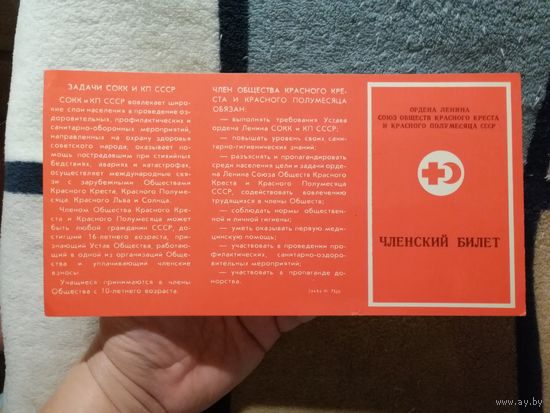 ЗАДАЧИ СОКК И КП СССР
СОКК и КП СССР вовлекает широ-
кие слои населения в проведение оз-
доровительных, профилактических и
санитарно-оборонных мероприятий,
направленных на охрану здоровья
советского народа, оказывает по-
мощь пострадавшим при стихийных
бедствиях, авариях и катастрофах,
осуществляет международные свя-
зи с зарубежными Обществами
Красного Креста, Красного Полуме-
сяца, Красного Льва и Солнца.
Членом Общества Красного Крес-
та и Красного Полумесяца может
быть любой гражданин СССР, до-
стигший 16-летнего возраста, при-
знающий Устав Общества, работаю-
щий в одной из организаций Общес-
тва и уплачивающий членские
взносы.
Учащиеся принимаются в члены
Общества с 10-летнего возраста.
ЧЛЕН ОБЩЕСТВА КРАСНОГО КРЕ-
СТА И КРАСНОГО ПОЛУМЕСЯЦА
ОБЯЗАН:
— выполнять требования Устава
ордена Ленина СОКК и КП СССР;
— повышать уровень своих сани-
тарно-гигиенических знаний;
— разъяснять и пропагандировать
среди населения цели и задачи орде-
на Ленина Союза Обществ Красного
Креста и Красного Полумесяца
СССР, содействовать вовлечению
трудящихся в члены Общества;
— соблюдать нормы общественной
и личной гигиены;
— уметь оказывать первую меди-
цинскую помощь;
— участвовать в проведении про-
филактических, санитарно-оздоро-
вительных мероприятий;
— участвовать в пропаганде до-
норства.
ОРДЕНА ЛЕНИНА
СОЮЗ ОБЩЕСТВ КРАСНОГО КРЕСТА
И КРАСНОГО ПОЛУМЕСЯЦА СССР
ЧЛЕНСКИЙ БИЛЕТ
www.ay.by